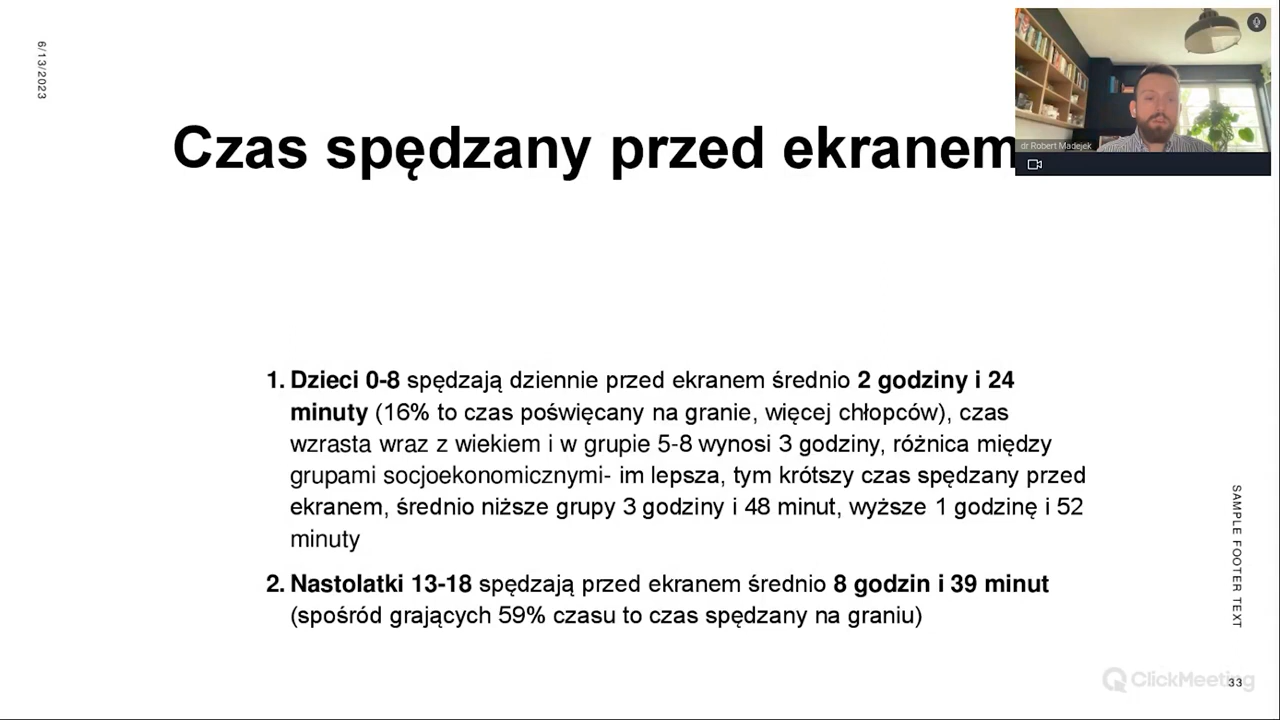 6/13/2023
Czas spędzany przed ekranem
dr Robert Madejek
1. Dzieci 0-8 spędzają dziennie przed ekranem średnio 2 godziny i 24
minuty (16% to czas poświęcany na granie, więcej chłopców), czas
wzrasta wraz z wiekiem i w grupie 5-8 wynosi 3 godziny, różnica między
grupami socjoekonomicznymi- im lepsza, tym krótszy czas spędzany przed
ekranem, średnio niższe grupy 3 godziny i 48 minut, wyższe 1 godzinę i 52
minuty
2. Nastolatki 13-18 spędzają przed ekranem średnio 8 godzin i 39 minut
(spośród grających 59% czasu to czas spędzany na graniu)
SAMPLE FOOTER TEXT
ClickMeeting
33